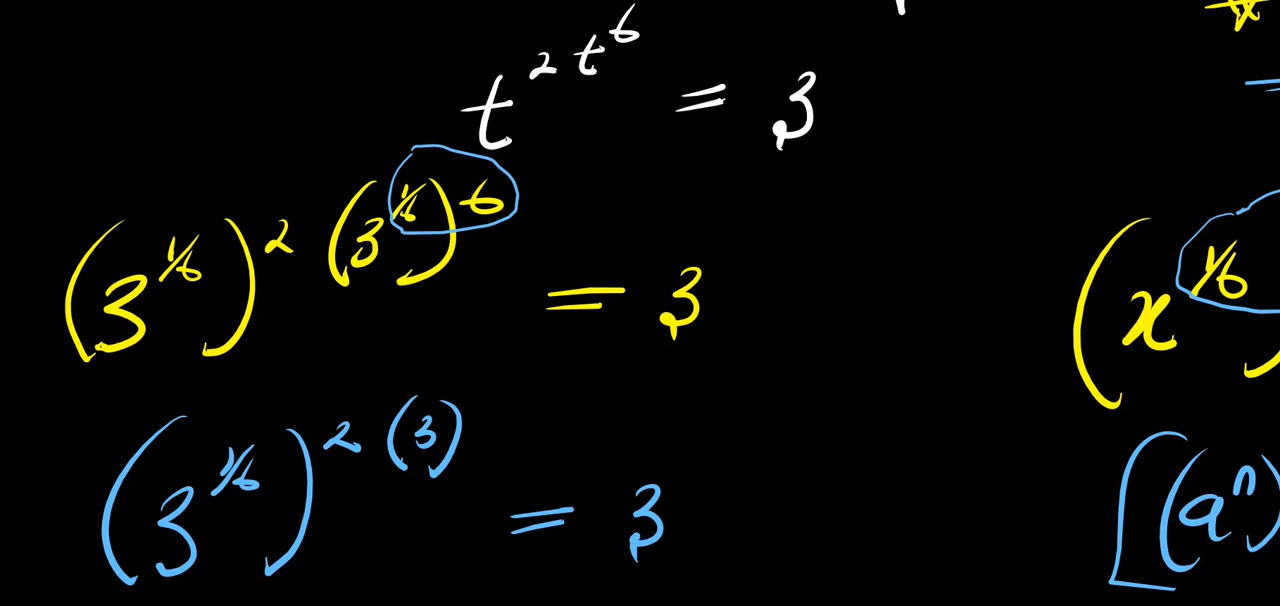 t^{2t^6} = 3
(3^{1/6})^{2(3^{1/6})^6} = 3
(x^{1/6})
(3^{1/6})^{2(3)} = 3
[(a^n)